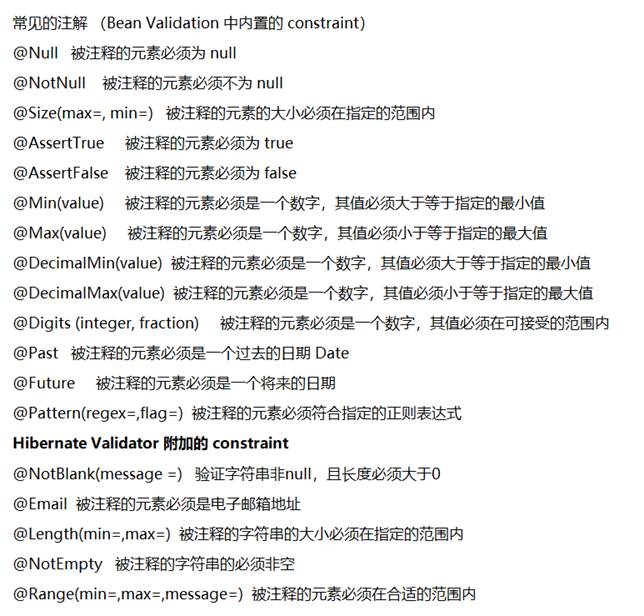 常见的注解 （Bean Validation 中内置的 constraint）
@Null 被注释的元素必须为 null
@NotNull 被注释的元素必须不为 null
@Size(max=, min=) 被注释的元素的大小必须在指定的范围内
@AssertTrue 被注释的元素必须为 true
@AssertFalse 被注释的元素必须为 false
@Min(value) 被注释的元素必须是一个数字，其值必须大于等于指定的最小值
@Max(value) 被注释的元素必须是一个数字，其值必须小于等于指定的最大值
@DecimalMin(value) 被注释的元素必须是一个数字，其值必须大于等于指定的最小值
@DecimalMax(value) 被注释的元素必须是一个数字，其值必须小于等于指定的最大值
@Digits (integer, fraction) 被注释的元素必须是一个数字，其值必须在可接受的范围内
@Past 被注释的元素必须是一个过去的日期 Date
@Future 被注释的元素必须是一个将来的日期
@Pattern(regex=,flag=) 被注释的元素必须符合指定的正则表达式
Hibernate Validator 附加的 constraint
@NotBlank(message =) 验证字符串非null，且长度必须大于0
@Email 被注释的元素必须是电子邮箱地址
@Length(min=,max=) 被注释的字符串的大小必须在指定的范围内
@NotEmpty 被注释的字符串的必须非空
@Range(min=,max=,message=) 被注释的元素必须在合适的范围内